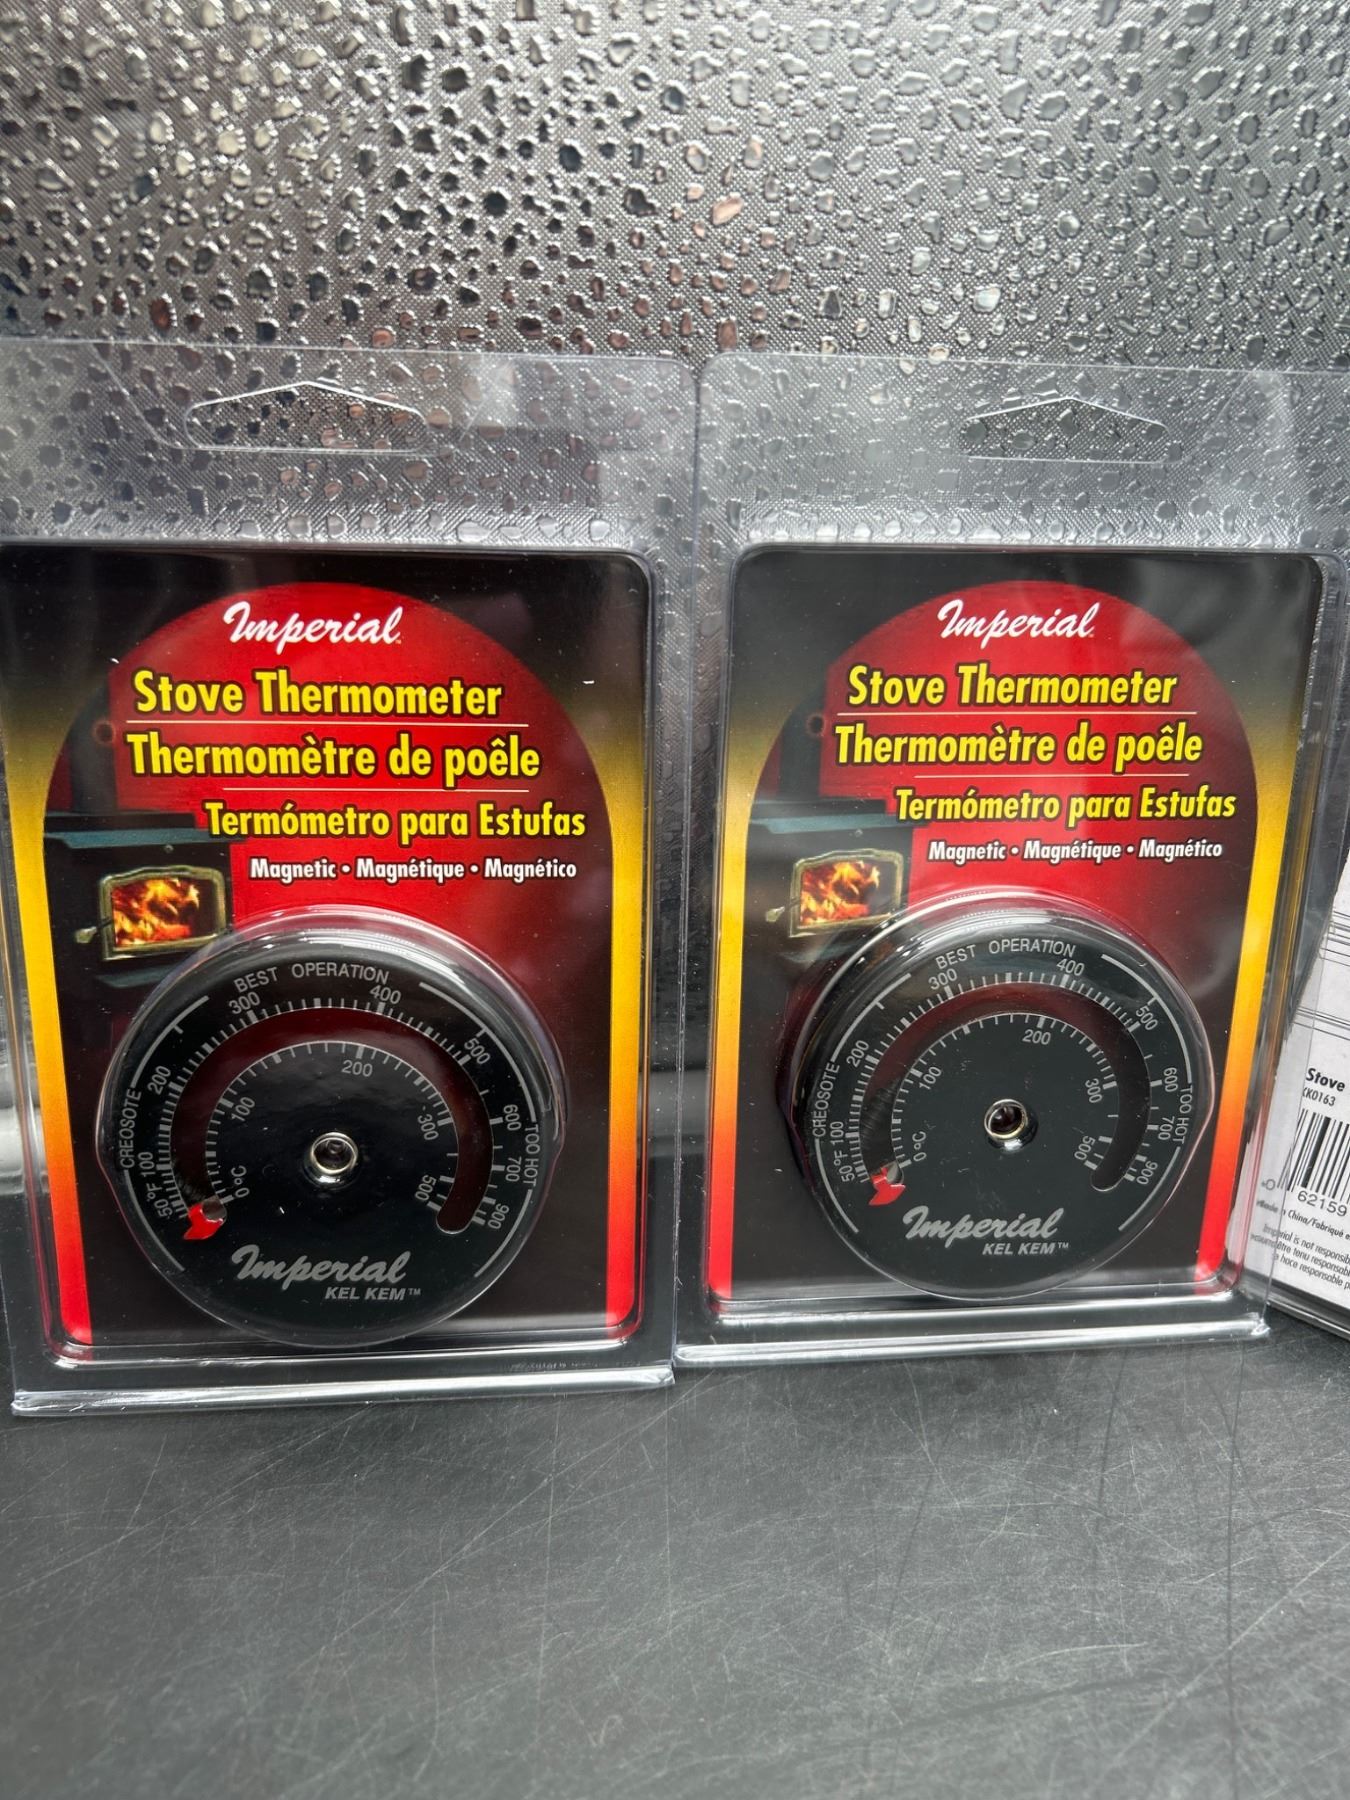 Imperial
Stove Thermometer
Thermomètre de poêle
Termómetro para Estufas
Magnetic • Magnétique • Magnético
BEST OPERATION
CREOSOTE
TOO HOT
50°F 100 200 300 400 500 600 700 900
0°C 100 200 300 500
Imperial
KEL KEM™
Imperial
Stove Thermometer
Thermomètre de poêle
Termómetro para Estufas
Magnetic • Magnétique • Magnético
BEST OPERATION
CREOSOTE
TOO HOT
50°F 100 200 300 400 500 600 700 900
0°C 100 200 300 500
Imperial
KEL KEM™
Stove
KK0163
62159
China/Fabriqué